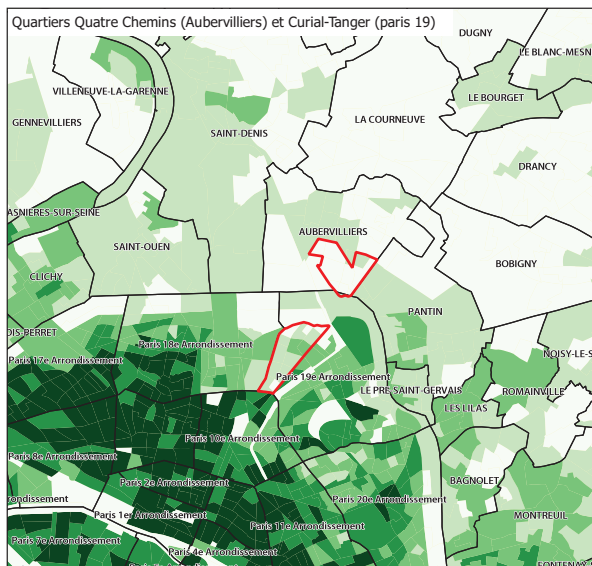 Quartiers Quatre Chemins (Aubervilliers) et Curial-Tanger (paris 19)
DUGNY
LE BLANC-MESN
VILLENEUVE-LA-GARENNE
LE BOURGET
GENNEVILLIERS
LA COURNEUVE
SAINT-DENIS
DRANCY
ASNIERES-SUR-SEINE
AUBERVILLIERS
SAINT-OUEN
BOBIGNY
CLICHY
PANTIN
OIS-PERRET
Paris 18e Arrondissement
NOISY-LE-S
Paris 17e Arrondissement
Paris 19e Arrondissement
LE PRE-SAINT-GERVAIS
ROMAINVILLE
LES LILAS
Paris 10e Arrondissement
Paris 8e Arrondissement
BAGNOLET
Paris 2e Arrondissement
rondissement
Paris 20e Arrondissement
Paris 1er Arrondissement
MONTREUIL
Paris 11e Arrondissement
Paris 7e Arrondissement
Paris 4e Arrondissement
FONTENAY-S